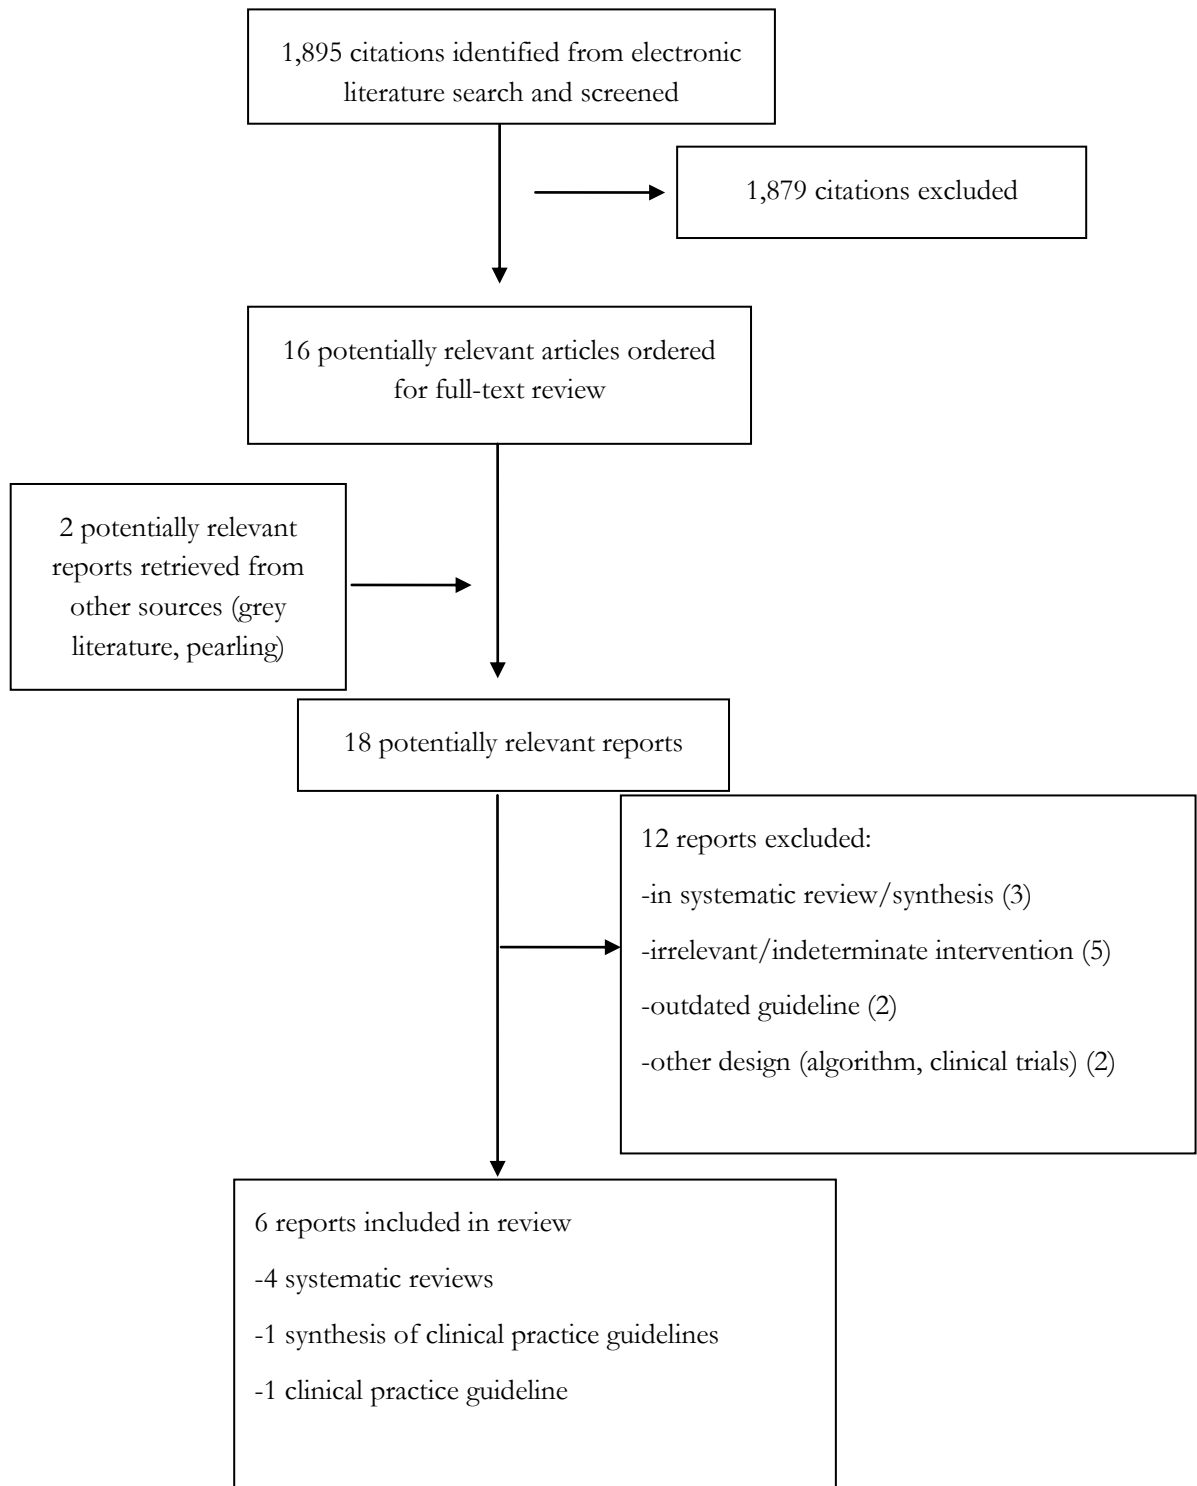 1,895 citations identified from electronic
literature search and screened
1,879 citations excluded
16 potentially relevant articles ordered
for full-text review
2 potentially relevant
reports retrieved from
other sources (grey
literature, pearling)
18 potentially relevant reports
12 reports excluded:
-in systematic review/synthesis (3)
-irrelevant/indeterminate intervention (5)
-outdated guideline (2)
-other design (algorithm, clinical trials) (2)
6 reports included in review
-4 systematic reviews
-1 synthesis of clinical practice guidelines
-1 clinical practice guideline